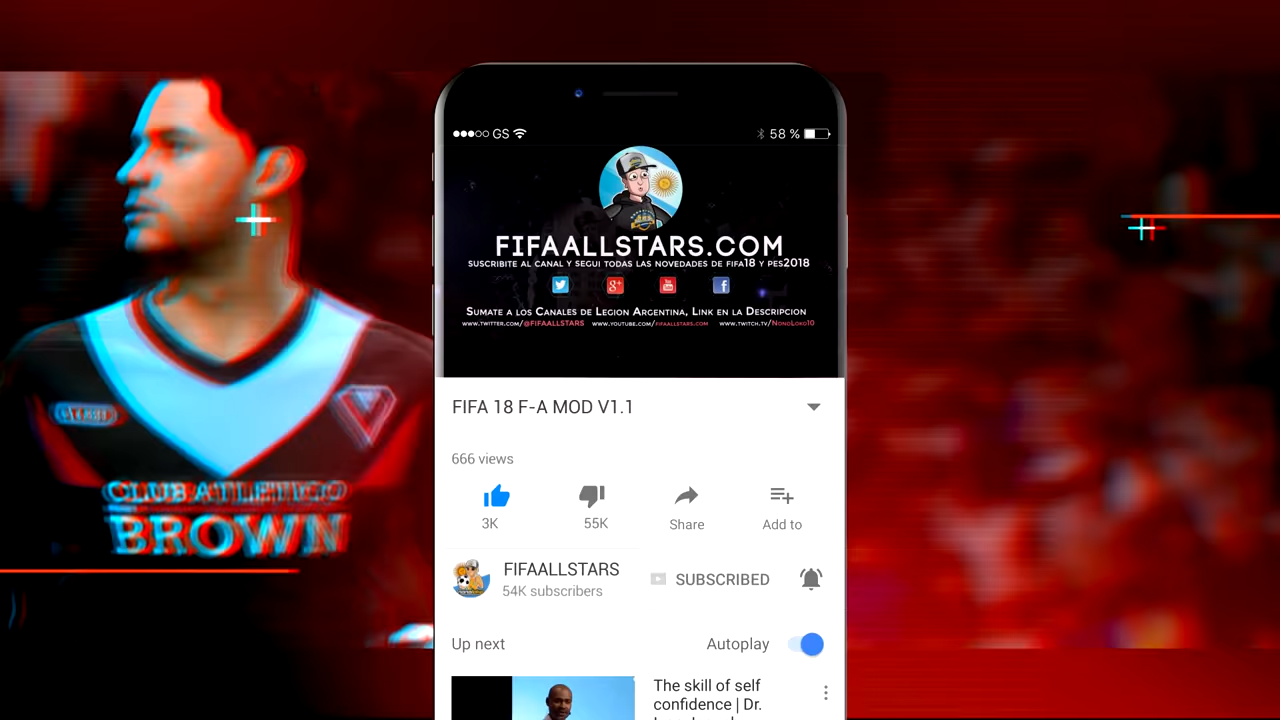 GS
58 %
FIFAALLSTARS.COM
SUSCRIBITE AL CANAL Y SEGUI TODAS LAS NOVEDADES DE FIFA18 Y PES2018
g+
You
f
SUMATE A LOS CANALES DE LEGION ARGENTINA, LINK EN LA DESCRIPCION
WWW.TWITTER.COM/@FIFAALLSTARS WWW.YOUTUBE.COM/FIFAALLSTARS.COM WWW.TWITCH.TV/NONOLOKO10
FIFA 18 F-A MOD V1.1
666 views
3K 55K Share Add to
FIFAALLSTARS
54K subscribers
SUBSCRIBED
Up next Autoplay
The skill of self
confidence | Dr.
CLUB ATLETICO
BROWN